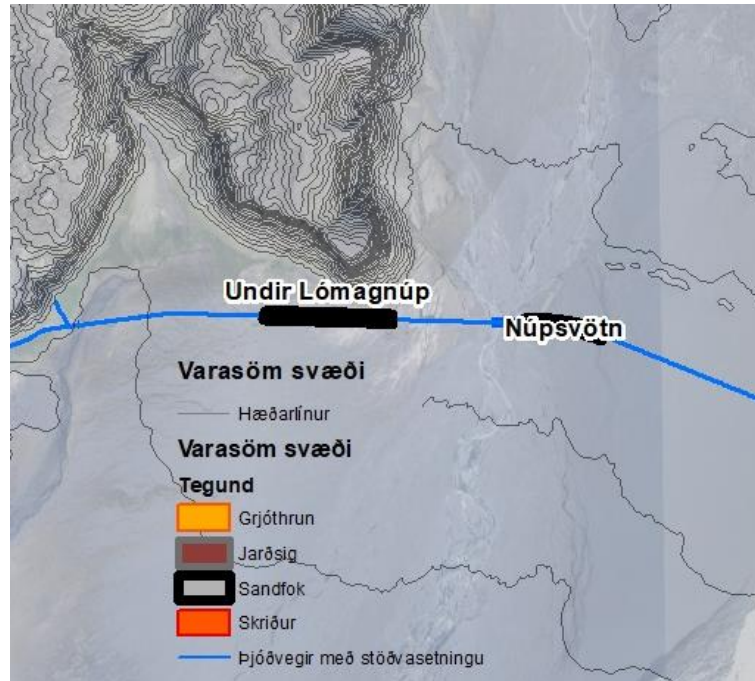 Undir Lómagnúp
Núpsvötn
Varasöm svæði
Hæðarlínur
Varasöm svæði
Tegund
Grjóthrun
Jarðsig
Sandfok
Skriður
Þjóðvegir með stöðvasetningu